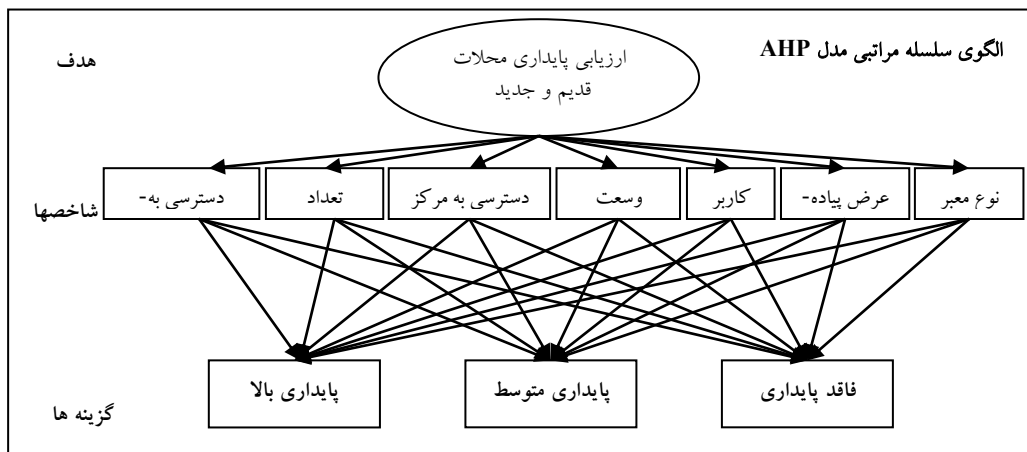 الگوی سلسله مراتبی مدل AHP
هدف
ارزیابی پایداری محلات
قدیم و جدید
شاخصها
نوع معبر
عرض پیاده-
کاربر
وسعت
دسترسی به مرکز
تعداد
دسترسی به-
گزینه ها
فاقد پایداری
پایداری متوسط
پایداری بالا